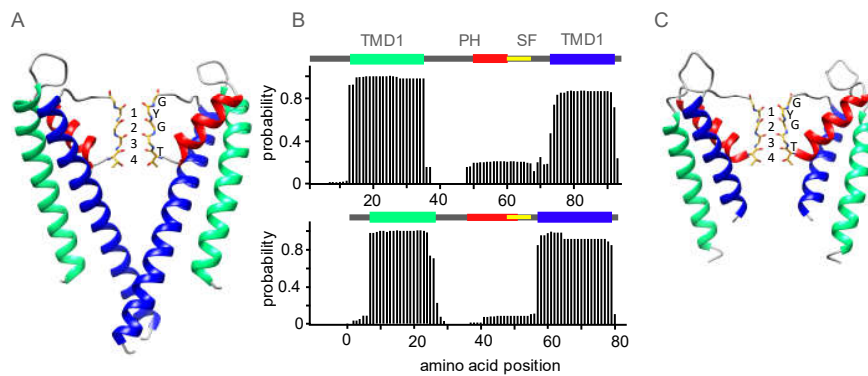 A
B
C
TMD1 PH SF TMD1
probability
0.8
0.4
0
20 40 60 80
probability
0.8
0.4
0
0 20 40 60 80
amino acid position
G
Y
G
T
1
2
3
4
G
Y
G
T
1
2
3
4